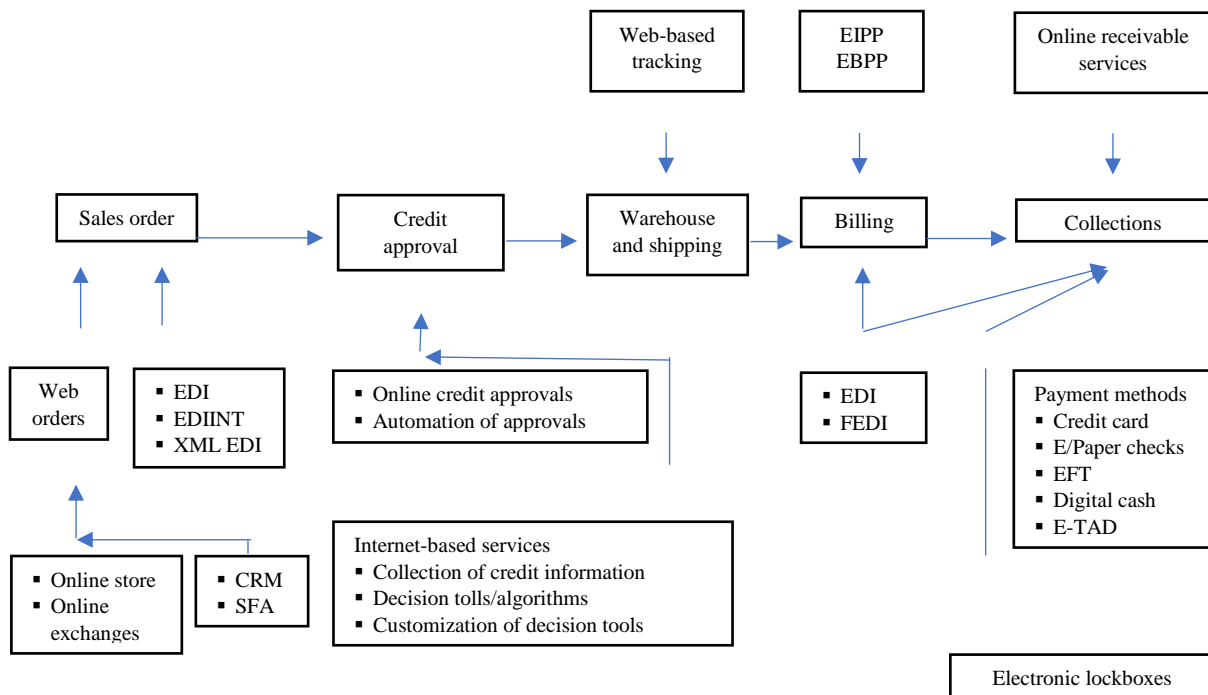 Web-based
tracking
EIPP
EBPP
Online receivable
services
Sales order
Credit
approval
Warehouse
and shipping
Billing
Collections
Web
orders
▪ EDI
▪ EDIINT
▪ XML EDI
▪ Online credit approvals
▪ Automation of approvals
▪ EDI
▪ FEDI
Payment methods
▪ Credit card
▪ E/Paper checks
▪ EFT
▪ Digital cash
▪ E-TAD
▪ Online store
▪ Online
exchanges
▪ CRM
▪ SFA
Internet-based services
▪ Collection of credit information
▪ Decision tolls/algorithms
▪ Customization of decision tools
Electronic lockboxes